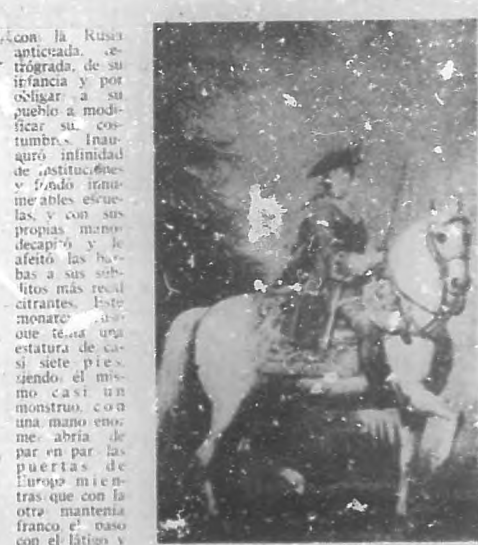 con la Rusia
anticuada, re-
trógrada, de su
infancia y por
obligar a su
pueblo a modi-
ficar sus cos-
tumbres. Inau-
guró infinidad
de instituciones
y fundó innu-
merables escue-
las, y con sus
propias manos
decapitó y le
afeitó las bar-
bas a sus súb-
ditos más recal
citrantes. Este
monarca ruso
que tenía una
estatura de ca-
si siete pies,
siendo él mis-
mo casi un
monstruo, con
una mano enor
me abría de
par en par las
puertas de
Europa mien-
tras que con la
otra mantenía
franco el paso
con el látigo y